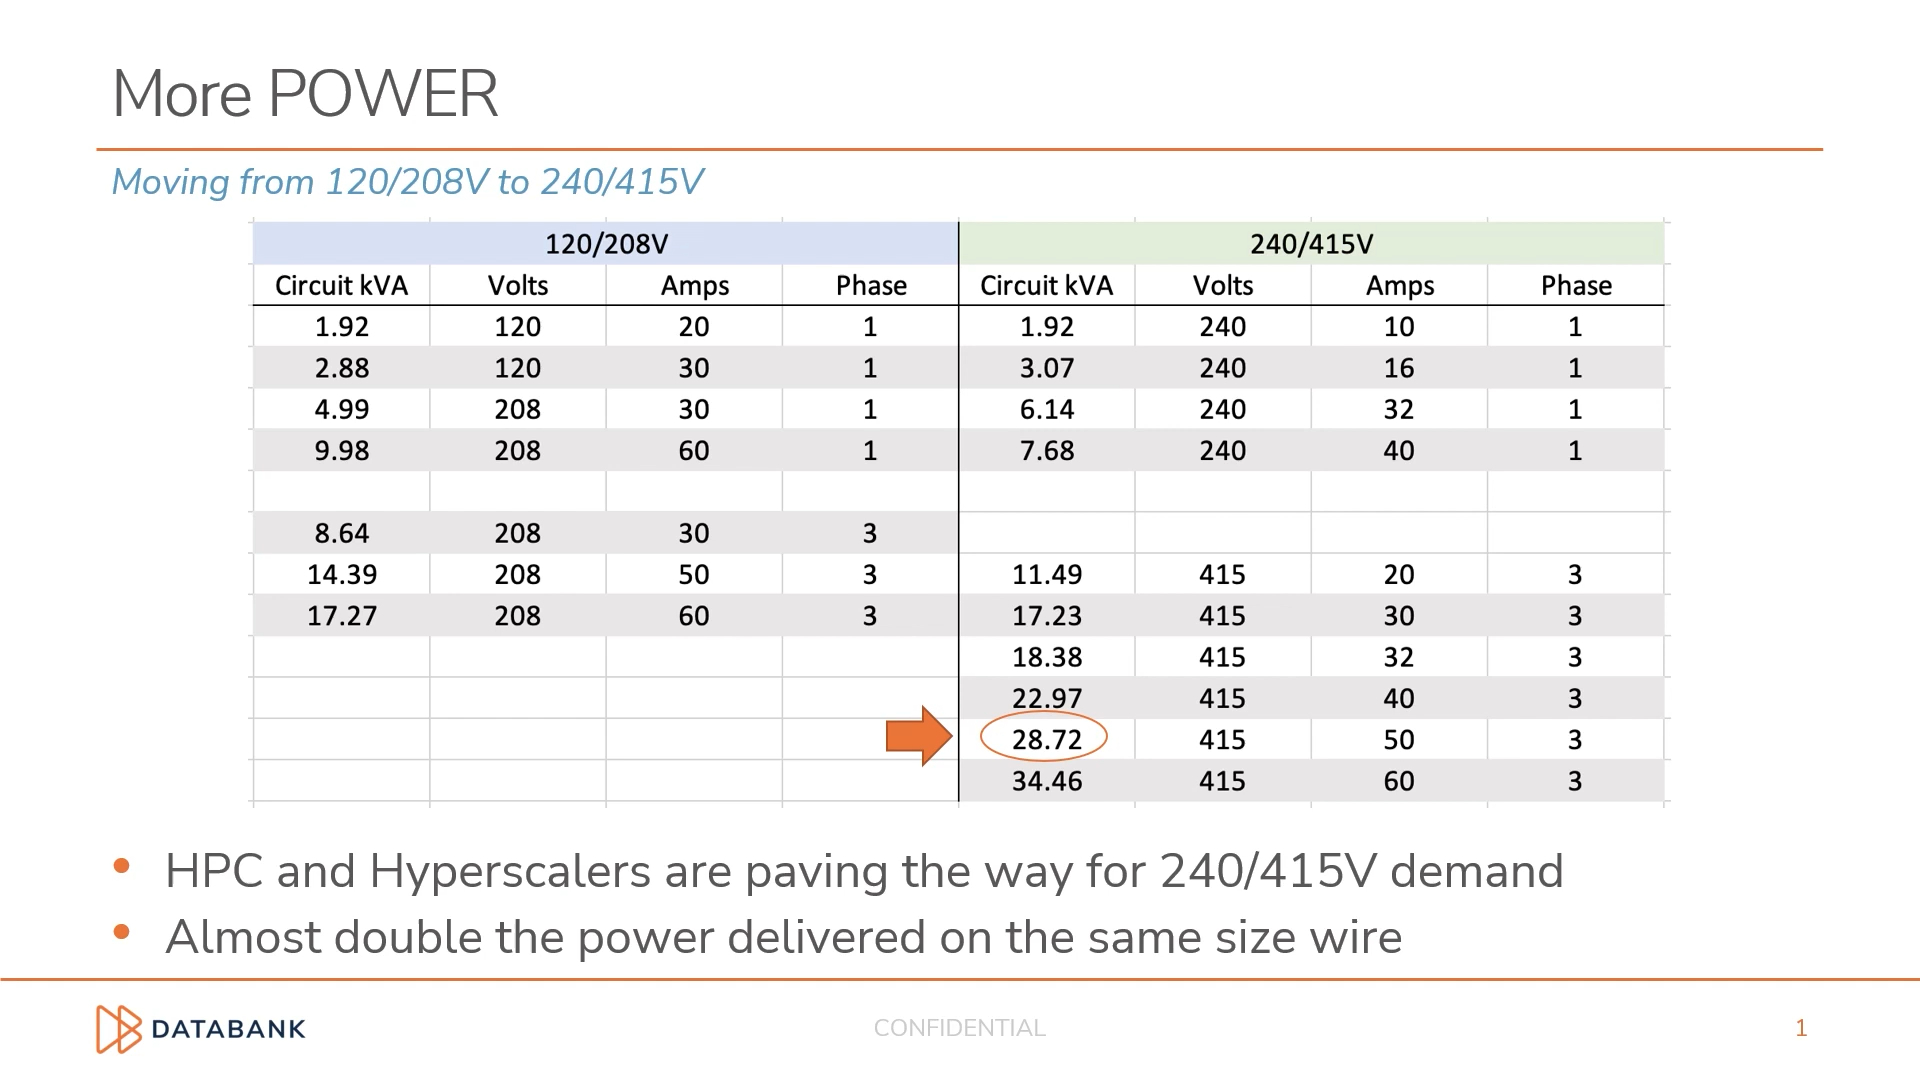 More POWER
Moving from 120/208V to 240/415V
120/208V 240/415V
Circuit kVA Volts Amps Phase Circuit kVA Volts Amps Phase
1.92 120 20 1 1.92 240 10 1
2.88 120 30 1 3.07 240 16 1
4.99 208 30 1 6.14 240 32 1
9.98 208 60 1 7.68 240 40 1
8.64 208 30 3
14.39 208 50 3 11.49 415 20 3
17.27 208 60 3 17.23 415 30 3
18.38 415 32 3
22.97 415 40 3
28.72 415 50 3
34.46 415 60 3
• HPC and Hyperscalers are paving the way for 240/415V demand
• Almost double the power delivered on the same size wire
DATABANK CONFIDENTIAL 1